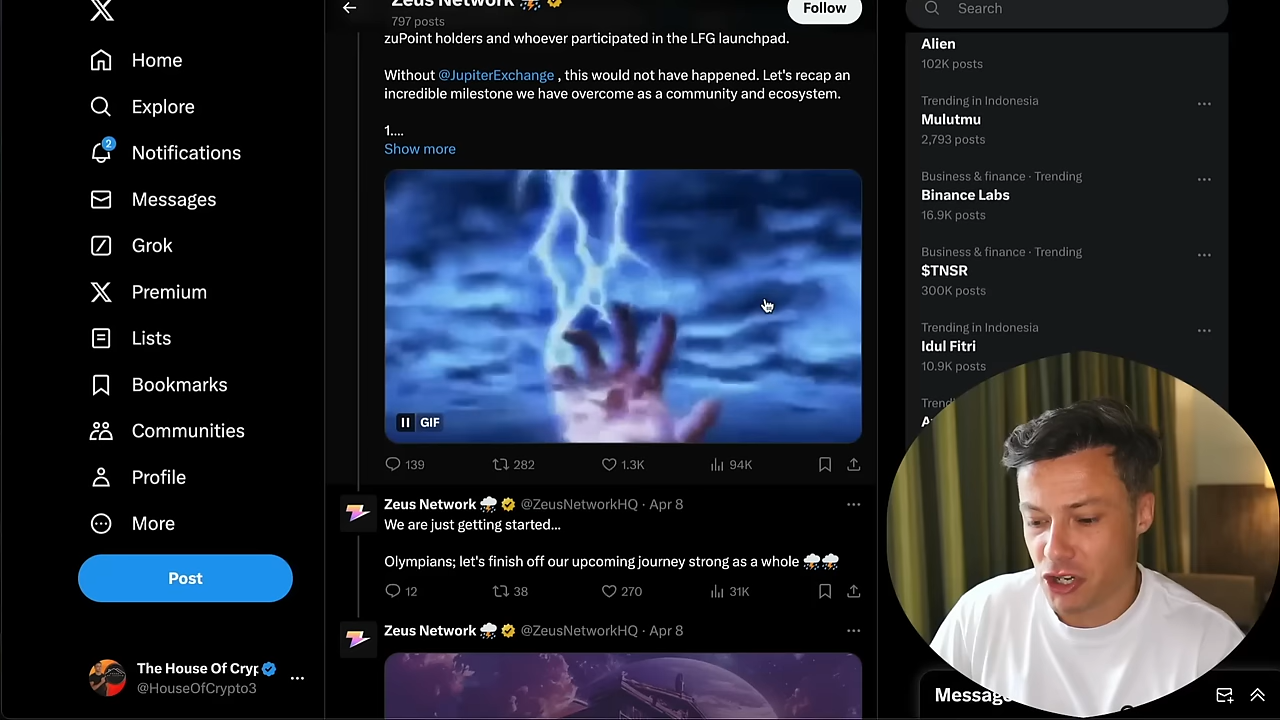 Zeus Network
797 posts
Follow
Search
Home
Explore
2
Notifications
Messages
Grok
Premium
Lists
Bookmarks
Communities
Profile
More
Post
The House Of Cryp
@HouseOfCrypto3
zuPoint holders and whoever participated in the LFG launchpad.
Without @JupiterExchange , this would not have happened. Let's recap an
incredible milestone we have overcome as a community and ecosystem.
1....
Show more
GIF
139 282 1.3K 94K
Zeus Network @ZeusNetworkHQ · Apr 8
We are just getting started...
Olympians; let's finish off our upcoming journey strong as a whole
12 38 270 31K
Zeus Network @ZeusNetworkHQ · Apr 8
Alien
102K posts
Trending in Indonesia
Mulutmu
2,793 posts
Business & finance · Trending
Binance Labs
16.9K posts
Business & finance · Trending
$TNSR
300K posts
Trending in Indonesia
Idul Fitri
10.9K posts